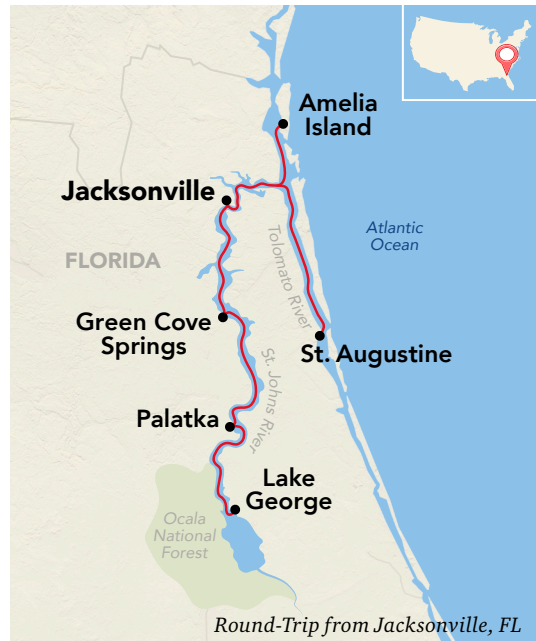 Amelia
Island
Jacksonville
Atlantic
Ocean
Tolomato River
FLORIDA
Green Cove
Springs
St. Augustine
St. Johns River
Palatka
Lake
George
Ocala
National
Forest
Round-Trip from Jacksonville, FL